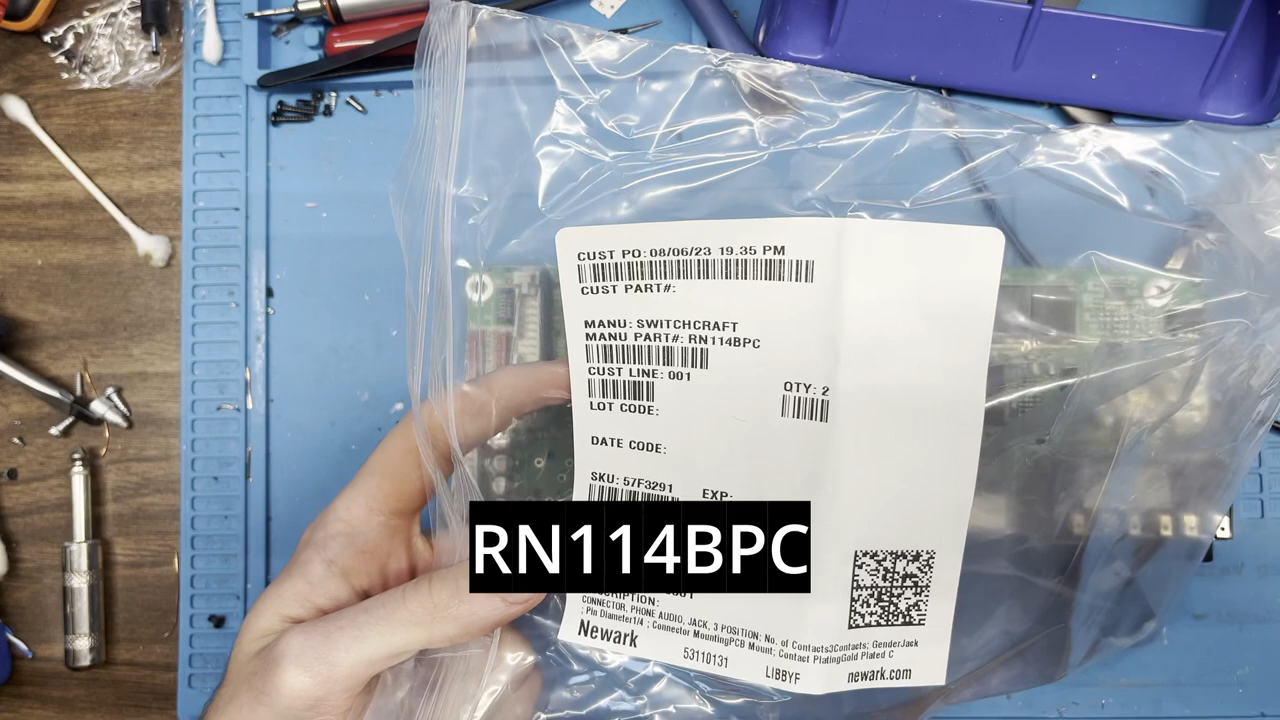 CUST PO: 08/06/23 19.35 PM
CUST PART#:
MANU: SWITCHCRAFT
MANU PART#: RN114BPC
CUST LINE: 001
QTY: 2
LOT CODE:
DATE CODE:
SKU: 57F3291 EXP:
RN114BPC
CONNECTOR, PHONE AUDIO, JACK, 3 POSITION; No. of Contacts3Contacts; GenderJack
; Pin Diameter1/4 ; Connector MountingPCB Mount; Contact PlatingGold Plated C
Newark 53110131 LIBBYF newark.com